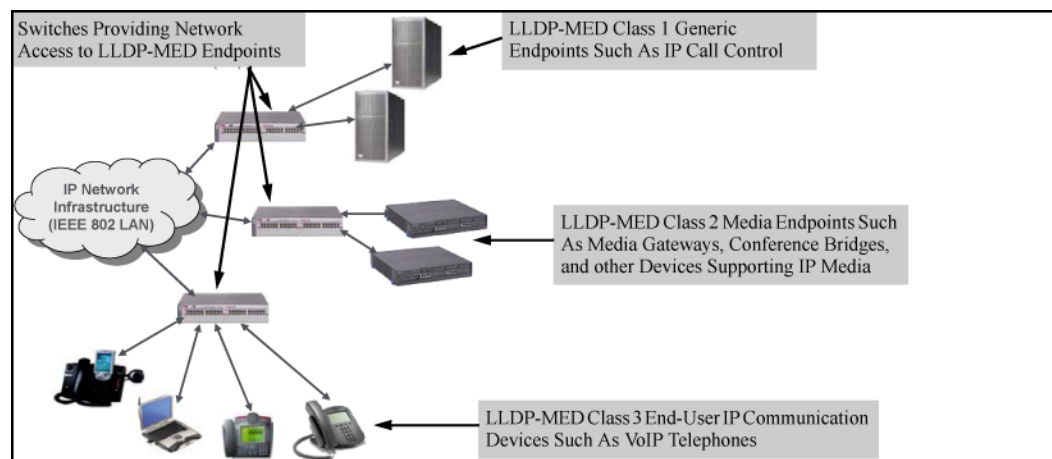 Switches Providing Network
Access to LLDP-MED Endpoints
LLDP-MED Class 1 Generic
Endpoints Such As IP Call Control
IP Network
Infrastructure
(IEEE 802 LAN)
LLDP-MED Class 2 Media Endpoints Such
As Media Gateways, Conference Bridges,
and other Devices Supporting IP Media
LLDP-MED Class 3 End-User IP Communication
Devices Such As VoIP Telephones